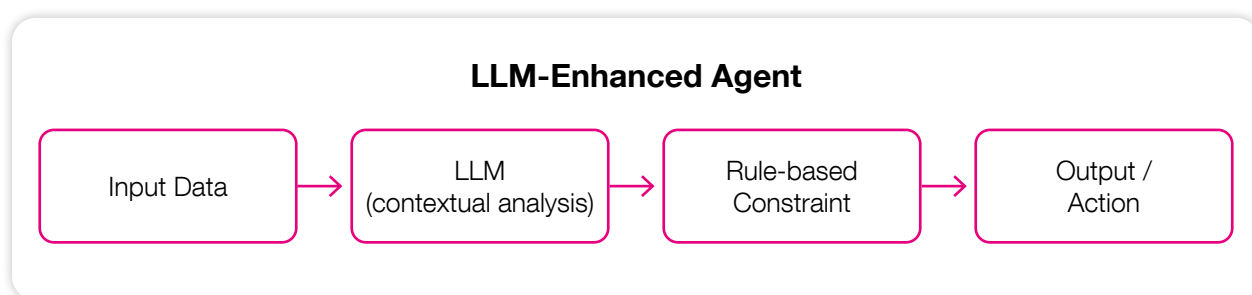 LLM-Enhanced Agent
Input Data
LLM
(contextual analysis)
Rule-based
Constraint
Output /
Action